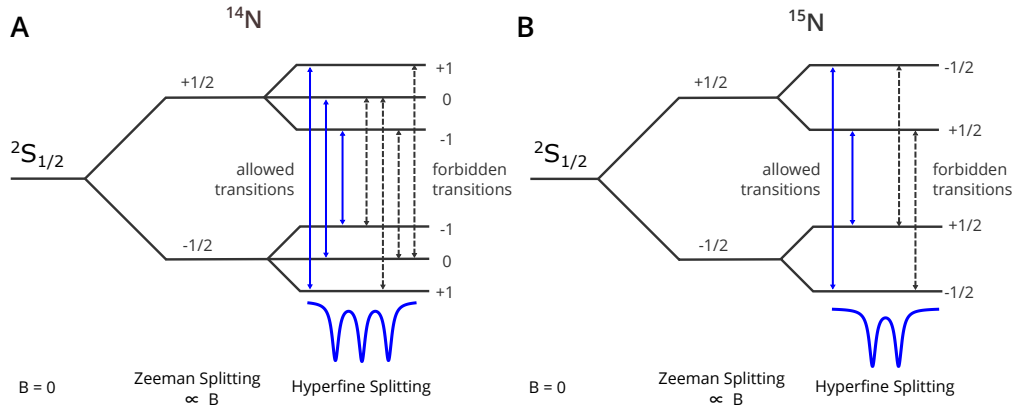 A
¹⁴N
+1/2
+1
0
-1
²S₁/₂
allowed
transitions
forbidden
transitions
-1/2
-1
0
+1
B = 0
Zeeman Splitting
∝ B
Hyperfine Splitting
B
¹⁵N
+1/2
-1/2
+1/2
²S₁/₂
allowed
transitions
forbidden
transitions
-1/2
+1/2
-1/2
B = 0
Zeeman Splitting
∝ B
Hyperfine Splitting